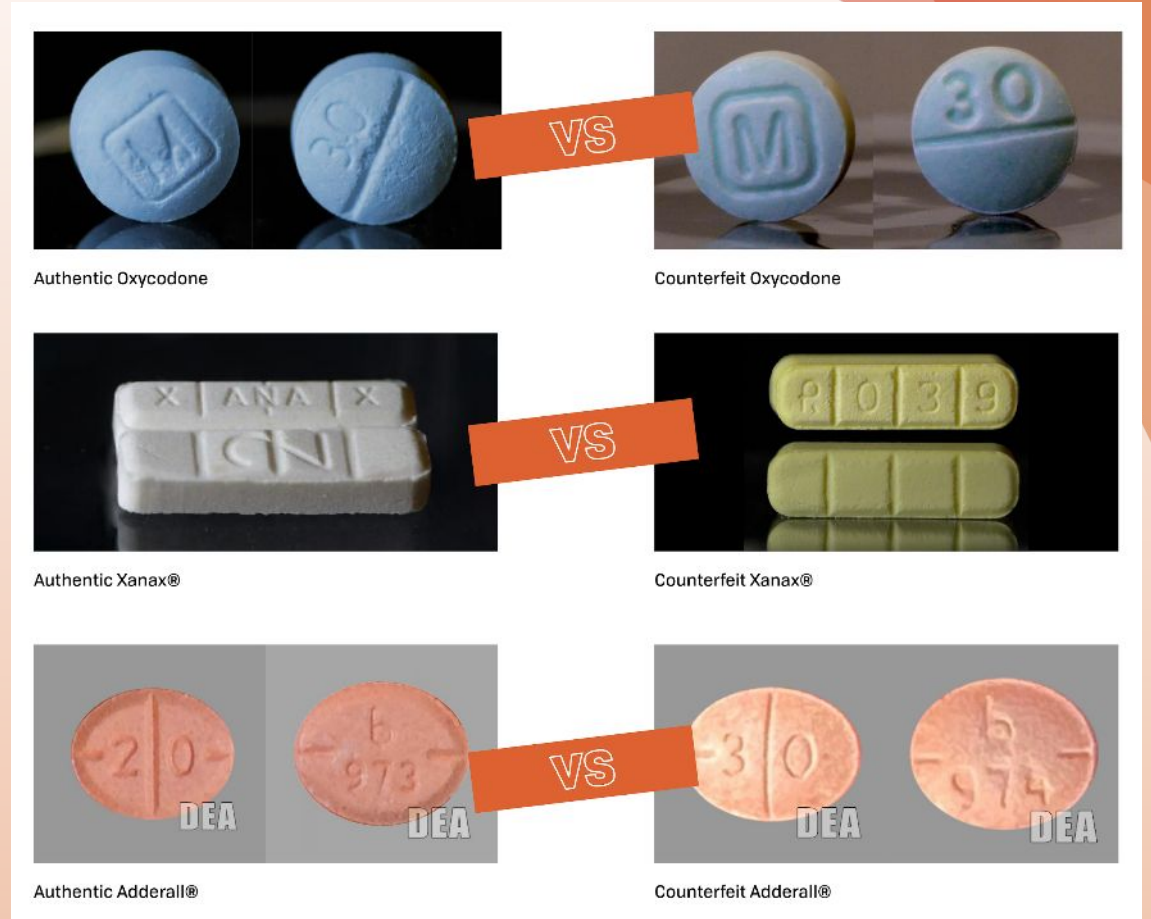 M
30
VS
M
30
Authentic Oxycodone
Counterfeit Oxycodone
X ANA X
VS
R 0 3 9
Authentic Xanax®
Counterfeit Xanax®
2 0
DEA
b
973
DEA
VS
3 0
DEA
b
974
DEA
Authentic Adderall®
Counterfeit Adderall®